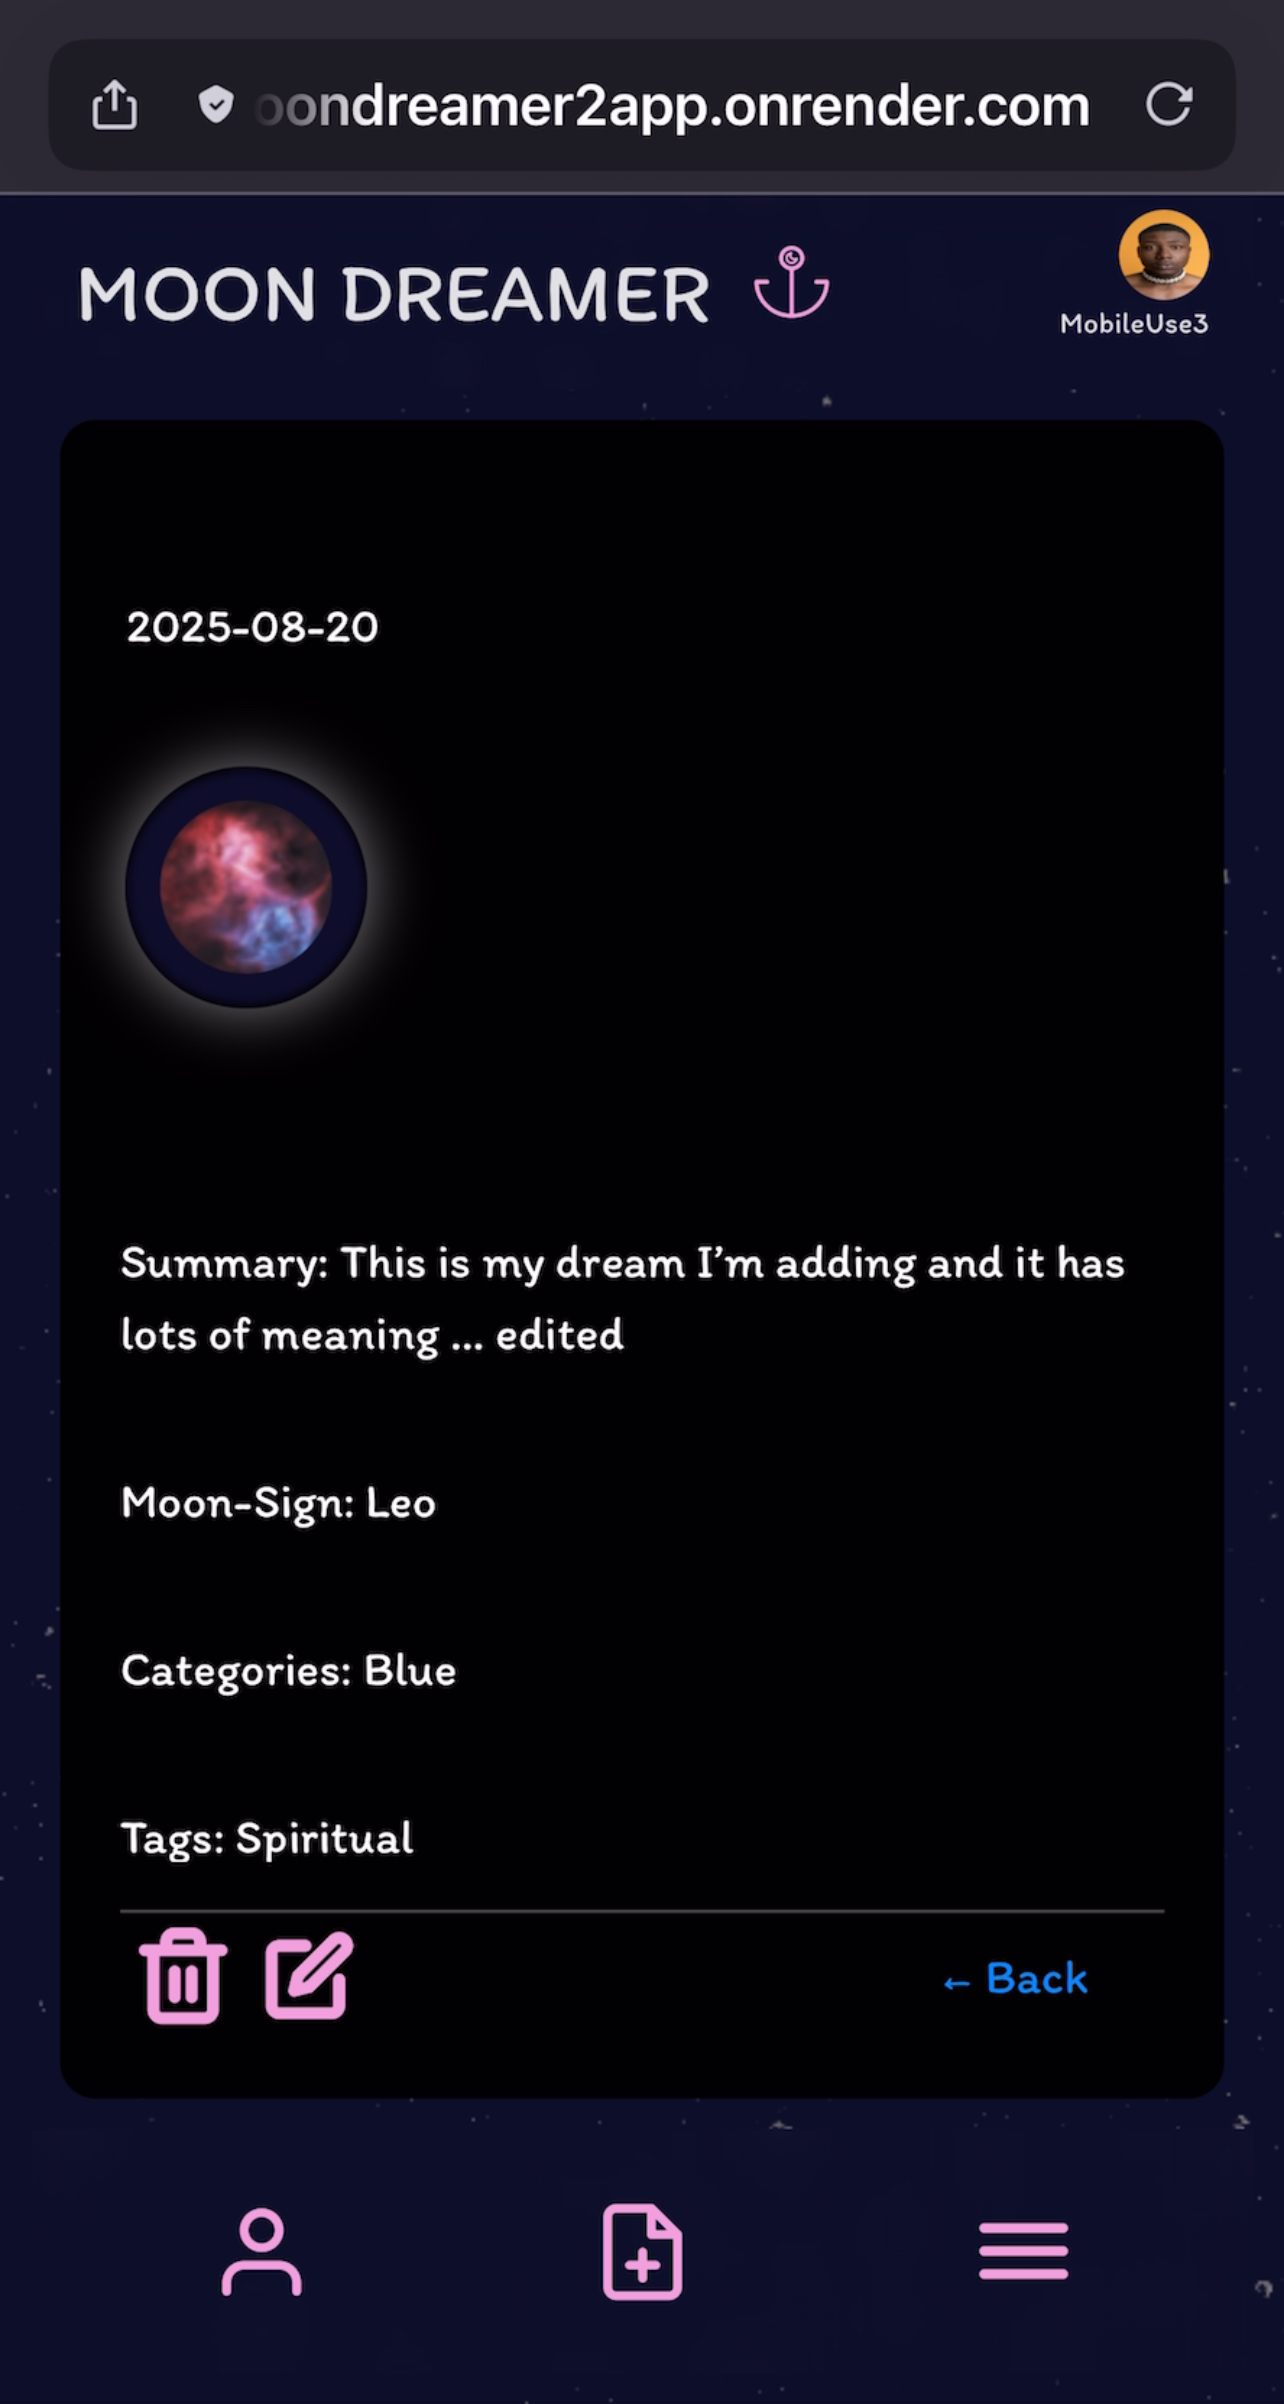 oondreamer2app.onrender.com
MOON DREAMER
MobileUse3
2025-08-20
Summary: This is my dream I’m adding and it has
lots of meaning ... edited
Moon-Sign: Leo
Categories: Blue
Tags: Spiritual
← Back